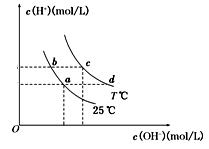 c(H⁺)(mol/L)
b
c
a
d
T℃
25℃
O
c(OH⁻)(mol/L)